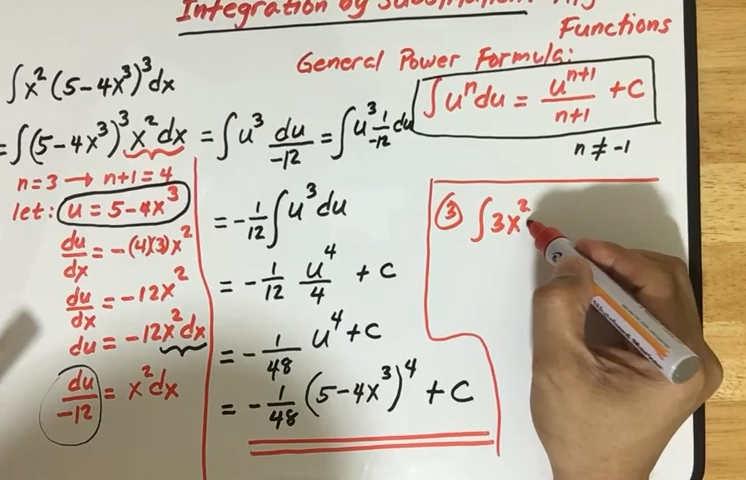 Integration by
Functions
General Power Formula:
∫uⁿdu = uⁿ⁺¹/n+1 + C
n ≠ -1
∫x²(5-4x³)³dx
= ∫(5-4x³)³x²dx = ∫u³ du/-12 = ∫u³ 1/-12 du
n=3 → n+1=4
let: u = 5-4x³
du/dx = -(4)(3)x²
du/dx = -12x²
du = -12x²dx
du/-12 = x²dx
= -1/12 ∫u³du
= -1/12 u⁴/4 + C
= -1/48 u⁴+C
= -1/48 (5-4x³)⁴ + C
③ ∫3x²